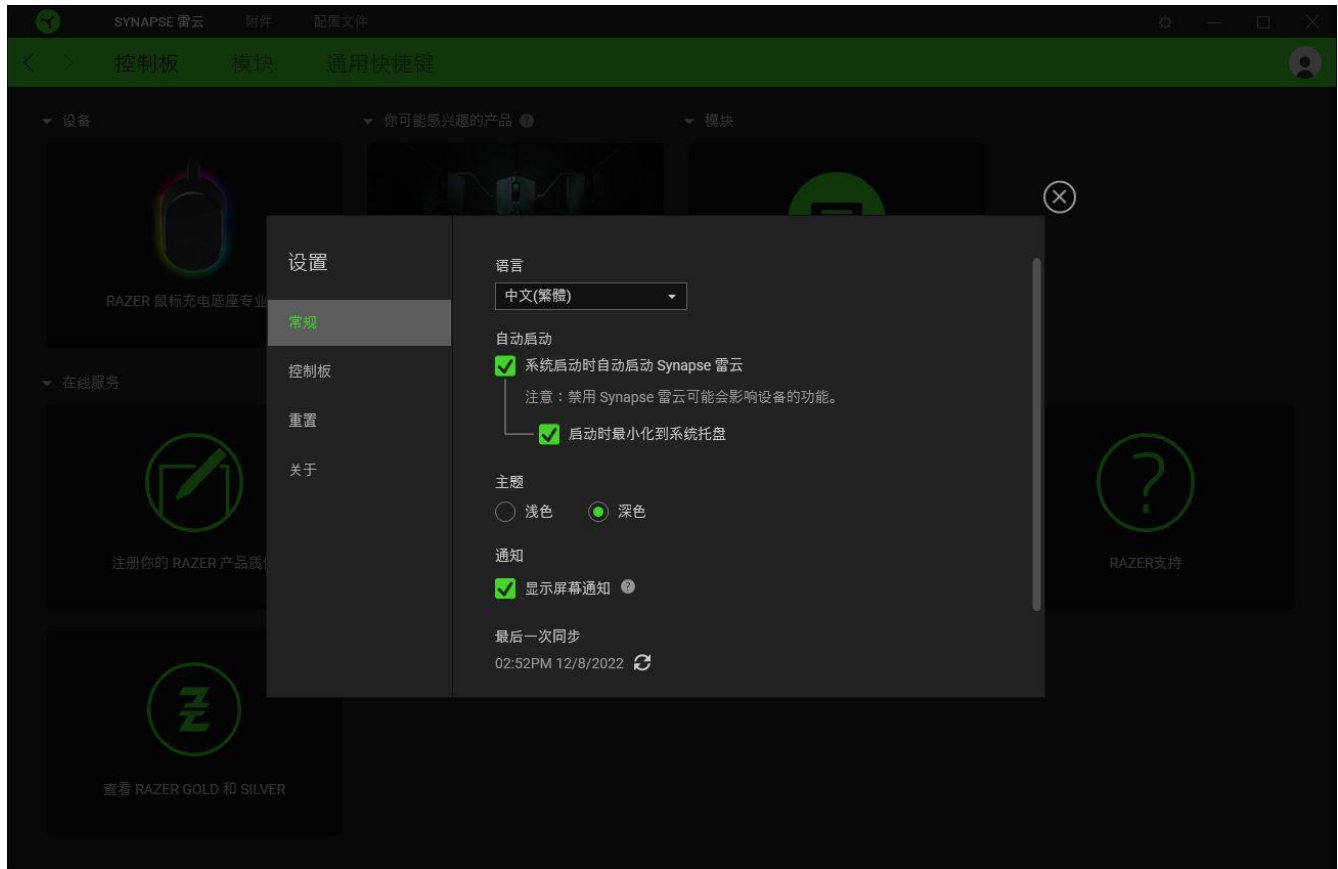 SYNAPSE 雷云 附件 配置文件
控制板 模块 通用快捷键
设备 你可能感兴趣的产品 模块
RAZER 鼠标充电底座专业
在线服务
注册你的 RAZER 产品质
RAZER支持
查看 RAZER GOLD 和 SILVER
设置
常规
控制板
重置
关于
语言
中文(繁體)
自动启动
系统启动时自动启动 Synapse 雷云
注意：禁用 Synapse 雷云可能会影响设备的功能。
启动时最小化到系统托盘
主题
浅色 深色
通知
显示屏幕通知
最后一次同步
02:52PM 12/8/2022